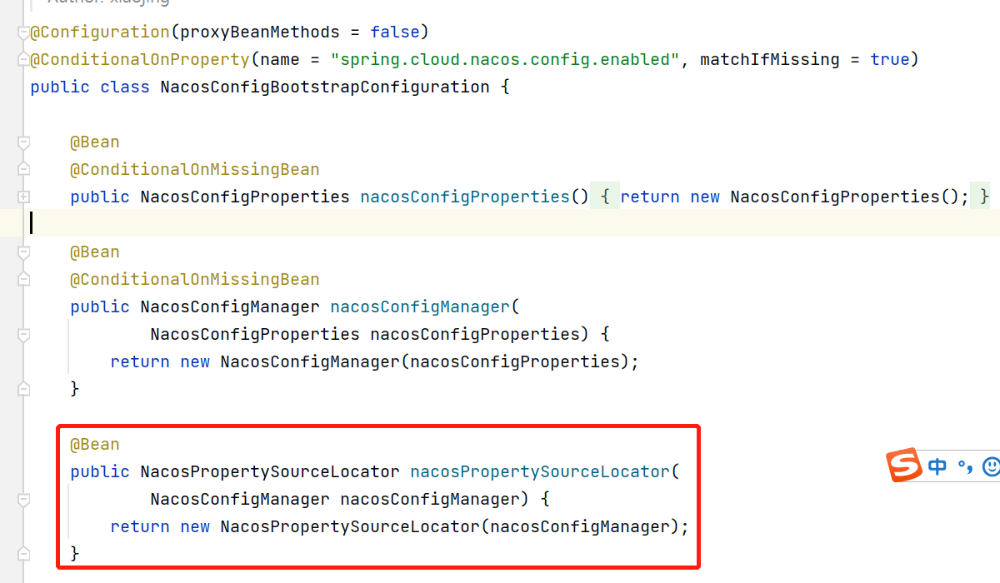 Author: xiaojing
@Configuration(proxyBeanMethods = false)
@ConditionalOnProperty(name = "spring.cloud.nacos.config.enabled", matchIfMissing = true)
public class NacosConfigBootstrapConfiguration {
@Bean
@ConditionalOnMissingBean
public NacosConfigProperties nacosConfigProperties() { return new NacosConfigProperties(); }
@Bean
@ConditionalOnMissingBean
public NacosConfigManager nacosConfigManager(
NacosConfigProperties nacosConfigProperties) {
return new NacosConfigManager(nacosConfigProperties);
}
@Bean
public NacosPropertySourceLocator nacosPropertySourceLocator(
NacosConfigManager nacosConfigManager) {
return new NacosPropertySourceLocator(nacosConfigManager);
}
S 中 °,